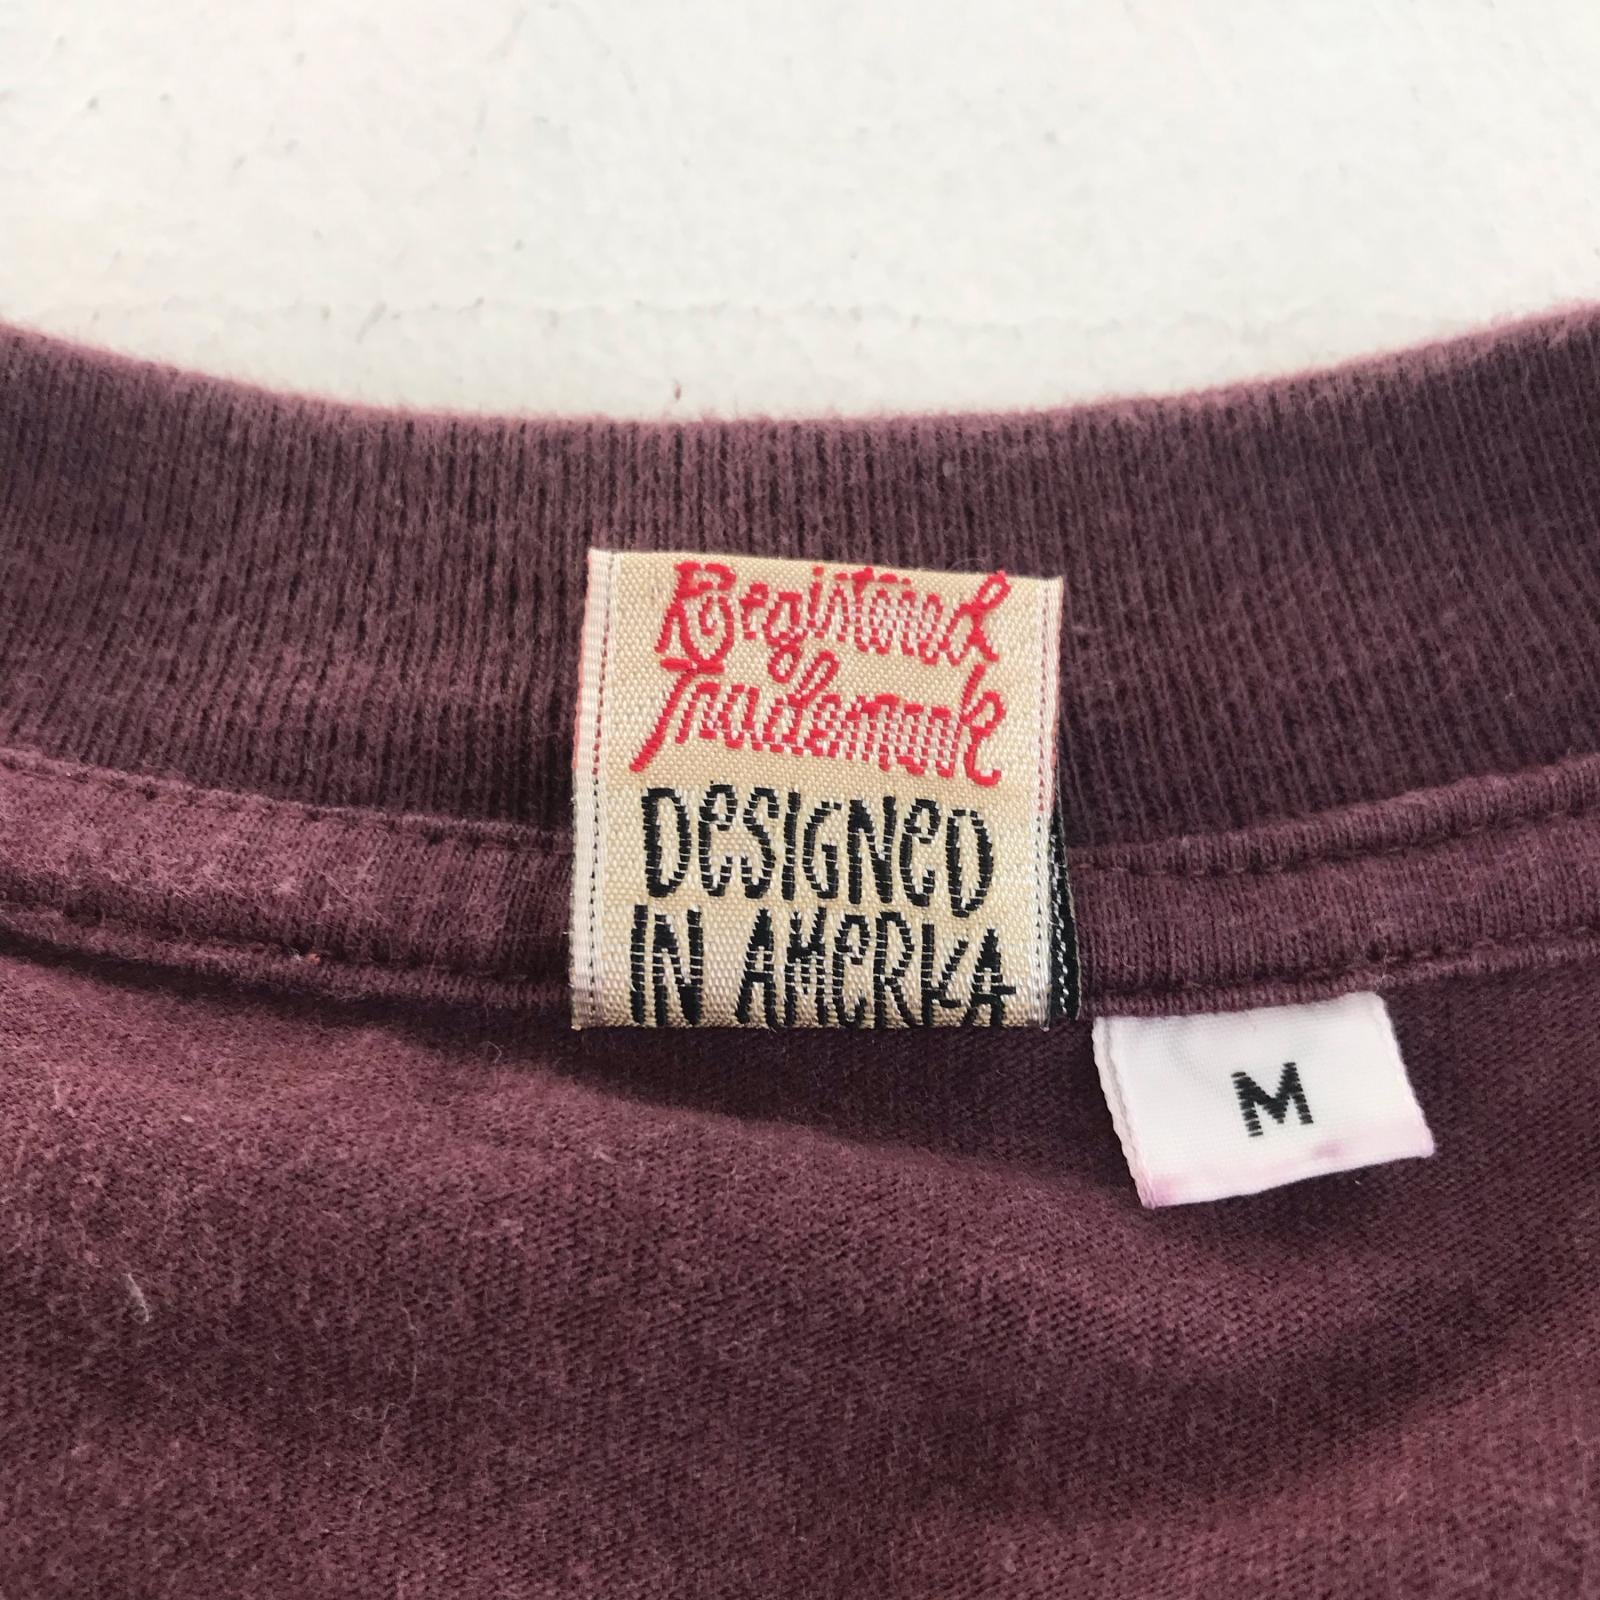 Registered
Trademark
DeSIGNeD
IN AMeRKA
M